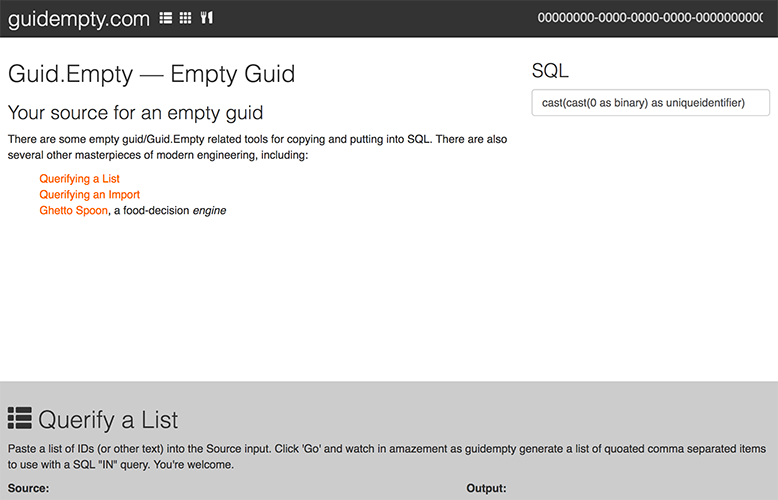 guidempty.com
00000000-0000-0000-0000-000000000
Guid.Empty — Empty Guid
SQL
Your source for an empty guid
cast(cast(0 as binary) as uniqueidentifier)
There are some empty guid/Guid.Empty related tools for copying and putting into SQL. There are also
several other masterpieces of modern engineering, including:
Querifying a List
Querifying an Import
Ghetto Spoon, a food-decision engine
Querify a List
Paste a list of IDs (or other text) into the Source input. Click 'Go' and watch in amazement as guidempty generate a list of quoated comma separated items
to use with a SQL "IN" query. You're welcome.
Source:
Output: